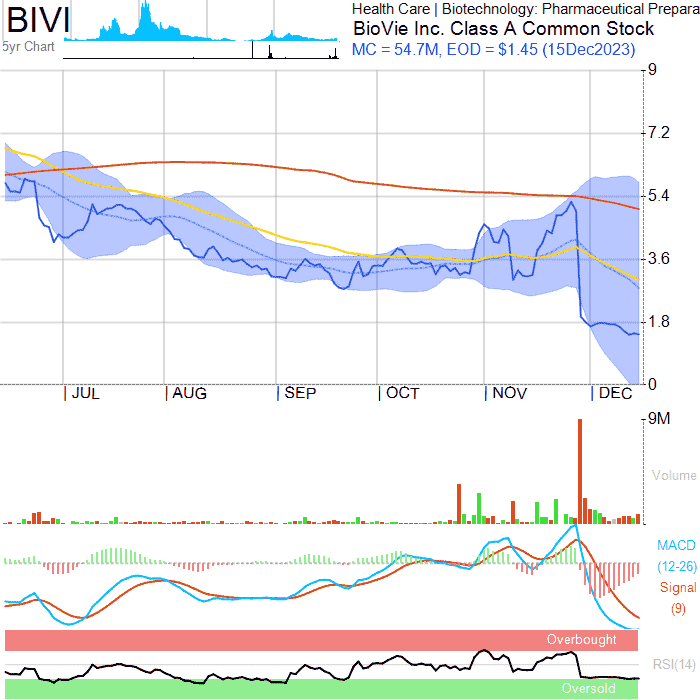 BIVI
5yr Chart
Health Care | Biotechnology: Pharmaceutical Prepara
BioVie Inc. Class A Common Stock
MC = 54.7M, EOD = $1.45 (15Dec2023)
9
7.2
5.4
3.6
1.8
0
JUL AUG SEP OCT NOV DEC
9M
Volume
MACD
(12-26)
Signal
(9)
Overbought
RSI(14)
Oversold